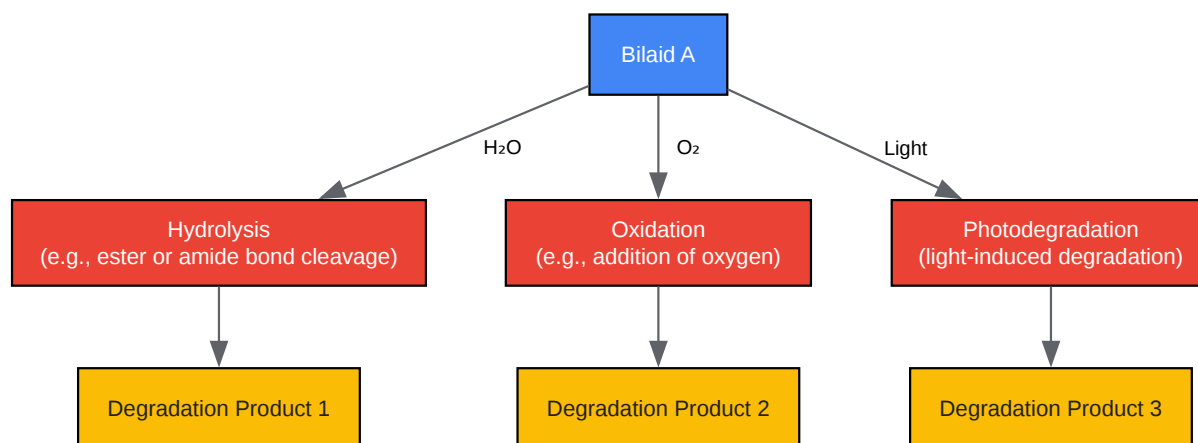 Bilaid A
H₂O
O₂
Light
Hydrolysis
(e.g., ester or amide bond cleavage)
Oxidation
(e.g., addition of oxygen)
Photodegradation
(light-induced degradation)
Degradation Product 1
Degradation Product 2
Degradation Product 3